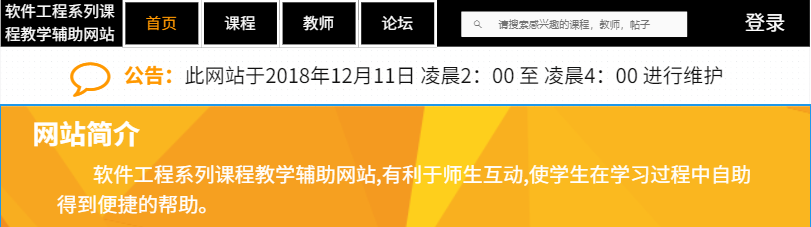 软件工程系列课
程教学辅助网站
首页
课程
教师
论坛
请搜索感兴趣的课程，教师，帖子
登录
公告：此网站于2018年12月11日 凌晨2：00 至 凌晨4：00 进行维护
网站简介
软件工程系列课程教学辅助网站,有利于师生互动,使学生在学习过程中自助
得到便捷的帮助。